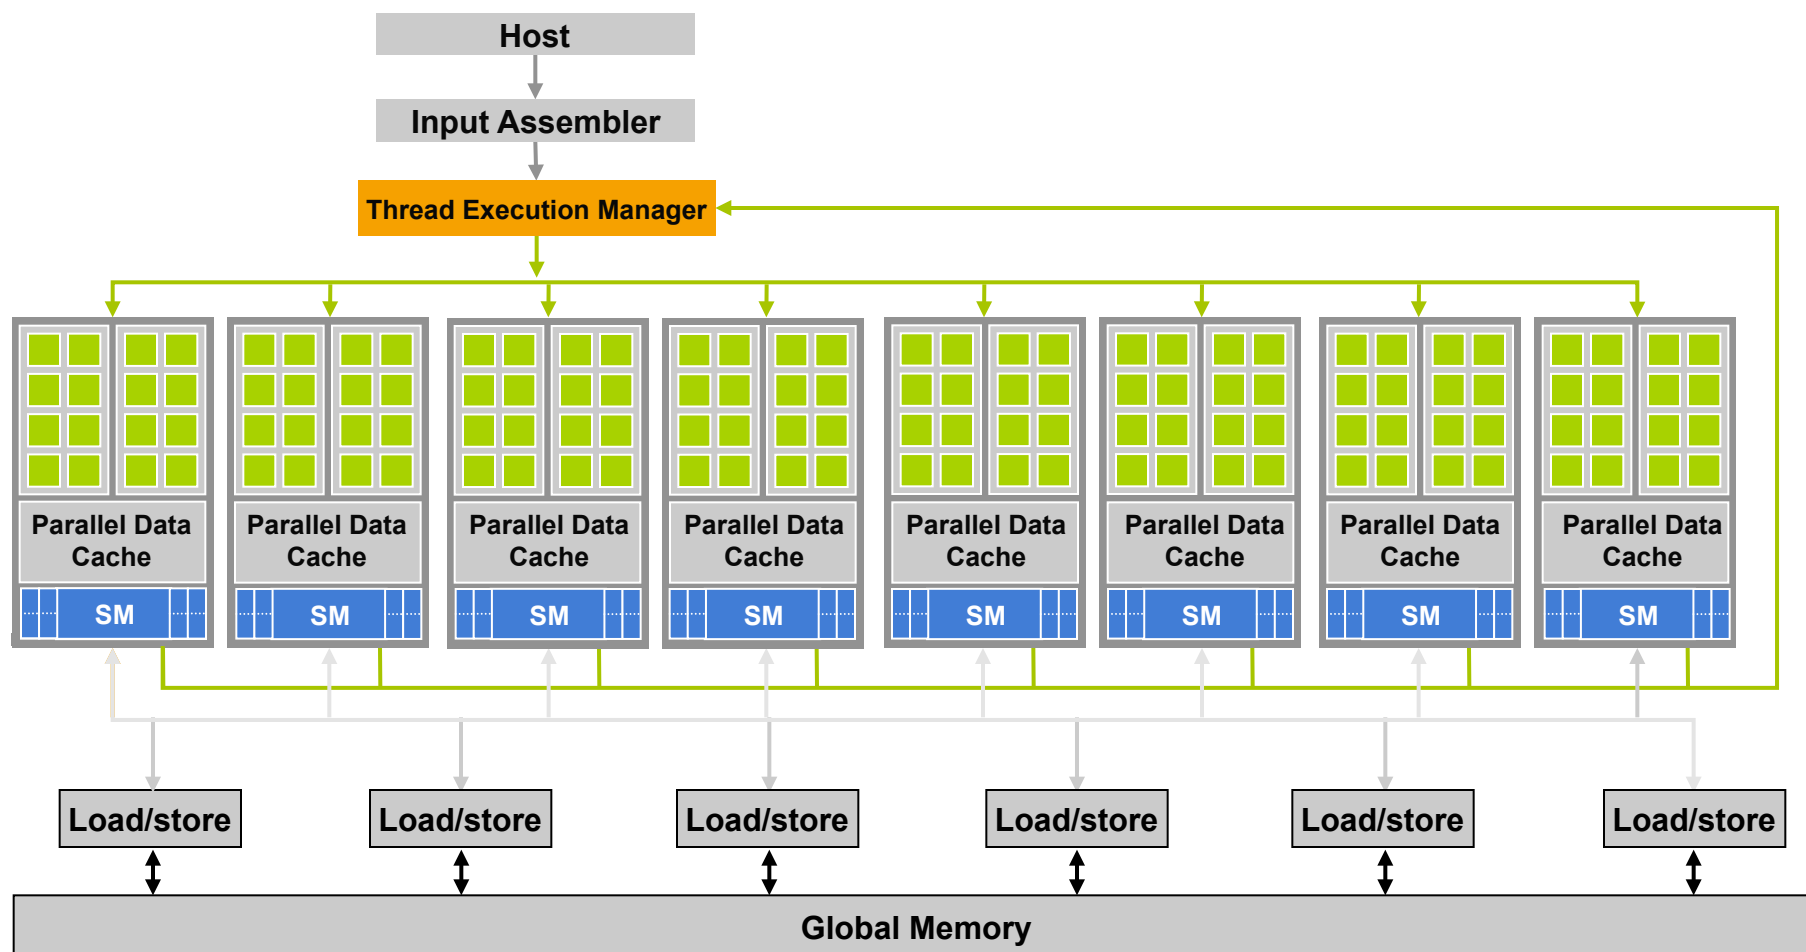 Host
Input Assembler
Thread Execution Manager
Parallel Data
Cache
Parallel Data
Cache
Parallel Data
Cache
Parallel Data
Cache
Parallel Data
Cache
Parallel Data
Cache
Parallel Data
Cache
Parallel Data
Cache
SM
SM
SM
SM
SM
SM
SM
SM
Load/store
Load/store
Load/store
Load/store
Load/store
Load/store
Global Memory